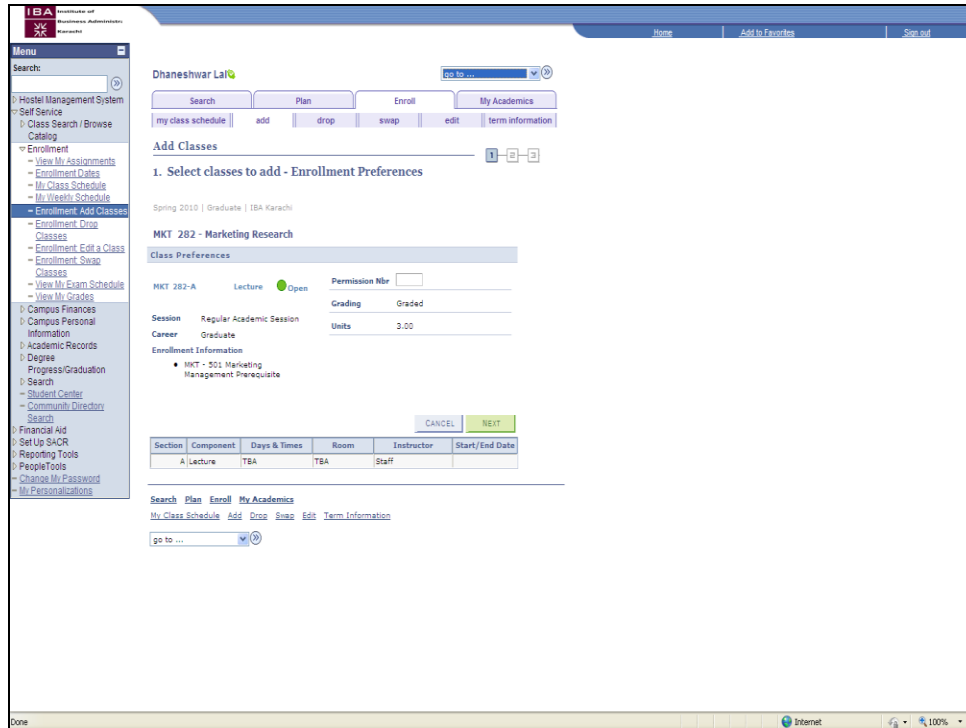 IBA Institute of
Business Administr
Karachi
Home Add to Favorites Sign out
Menu
Search:
Hostel Management System
Self Service
Class Search / Browse
Catalog
Enrollment
View My Assignments
Enrollment Dates
My Class Schedule
My Weekly Schedule
Enrollment: Add Classes
Enrollment: Drop
Classes
Enrollment: Edit a Class
Enrollment: Swap
Classes
View My Exam Schedule
View My Grades
Campus Finances
Campus Personal
Information
Academic Records
Degree
Progress/Graduation
Search
Student Center
Community Directory
Search
Financial Aid
Set Up SACR
Reporting Tools
PeopleTools
Change My Password
My Personalizations
Dhaneshwar Lal
go to ...
Search Plan Enroll My Academics
my class schedule add drop swap edit term information
Add Classes
1 2 3
1. Select classes to add - Enrollment Preferences
Spring 2010 | Graduate | IBA Karachi
MKT 282 - Marketing Research
Class Preferences
MKT 282-A Lecture Open
Permission Nbr
Grading Graded
Units 3.00
Session Regular Academic Session
Career Graduate
Enrollment Information
MKT - 501 Marketing
Management Prerequisite
CANCEL NEXT
Section Component Days & Times Room Instructor Start/End Date
A Lecture TBA TBA Staff
Search Plan Enroll My Academics
My Class Schedule Add Drop Swap Edit Term Information
go to ...
Done Internet 100%